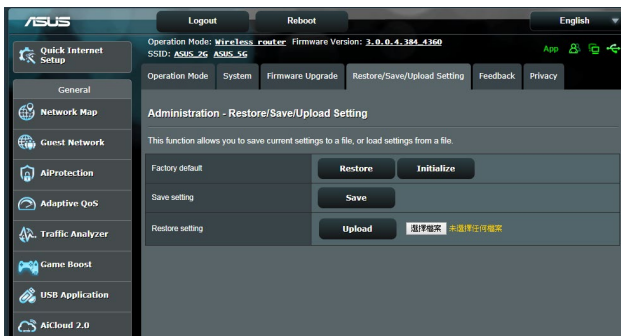 ASUS
Logout
Reboot
English
Quick Internet
Setup
Operation Mode: Wireless router Firmware Version: 3.0.0.4.384_4360
SSID: ASUS_2G ASUS_5G
App
Operation Mode System Firmware Upgrade Restore/Save/Upload Setting Feedback Privacy
General
Network Map
Guest Network
AiProtection
Adaptive QoS
Traffic Analyzer
Game Boost
USB Application
AiCloud 2.0
Administration - Restore/Save/Upload Setting
This function allows you to save current settings to a file, or load settings from a file.
Factory default Restore Initialize
Save setting Save
Restore setting Upload 選擇檔案 未選擇任何檔案